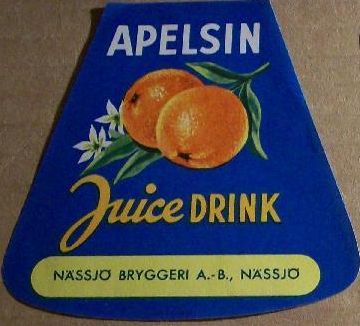 APELSIN
Juice DRINK
NÄSSJÖ BRYGGERI A.-B., NÄSSJÖ